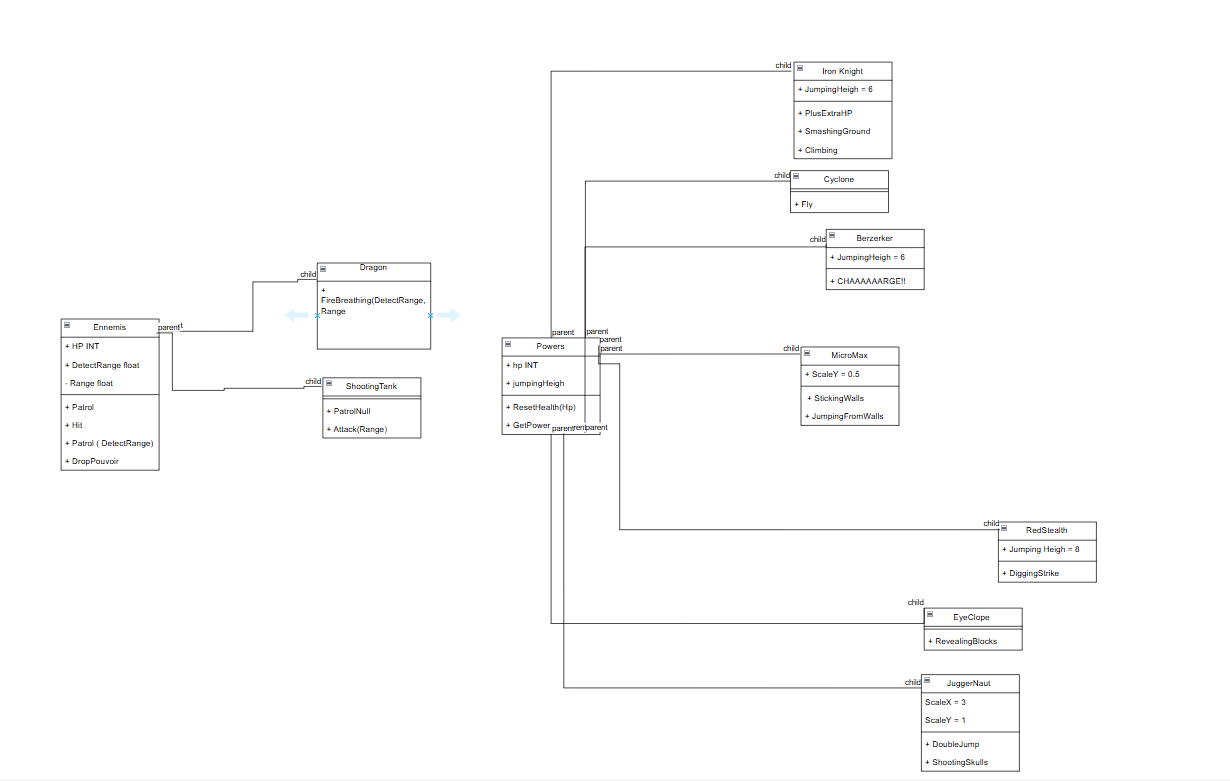 child
Iron Knight
+ JumpingHeigh = 6
+ PlusExtraHP
+ SmashingGround
+ Climbing
child
Cyclone
+ Fly
child
Berzerker
+ JumpingHeigh = 6
+ CHAAAAAARGE!!
child
Dragon
+
FireBreathing(DetectRange,
Range
parent
Ennemis
+ HP INT
+ DetectRange float
- Range float
+ Patrol
+ Hit
+ Patrol ( DetectRange)
+ DropPouvoir
child
ShootingTank
+ PatrolNull
+ Attack(Range)
parent
parent
parent
parent
Powers
+ hp INT
+ jumpingHeigh
+ ResetHealth(Hp)
+ GetPower
parent
parent
child
MicroMax
+ ScaleY = 0.5
+ StickingWalls
+ JumpingFromWalls
child
RedStealth
+ Jumping Heigh = 8
+ DiggingStrike
child
EyeClope
+ RevealingBlocks
child
JuggerNaut
ScaleX = 3
ScaleY = 1
+ DoubleJump
+ ShootingSkulls